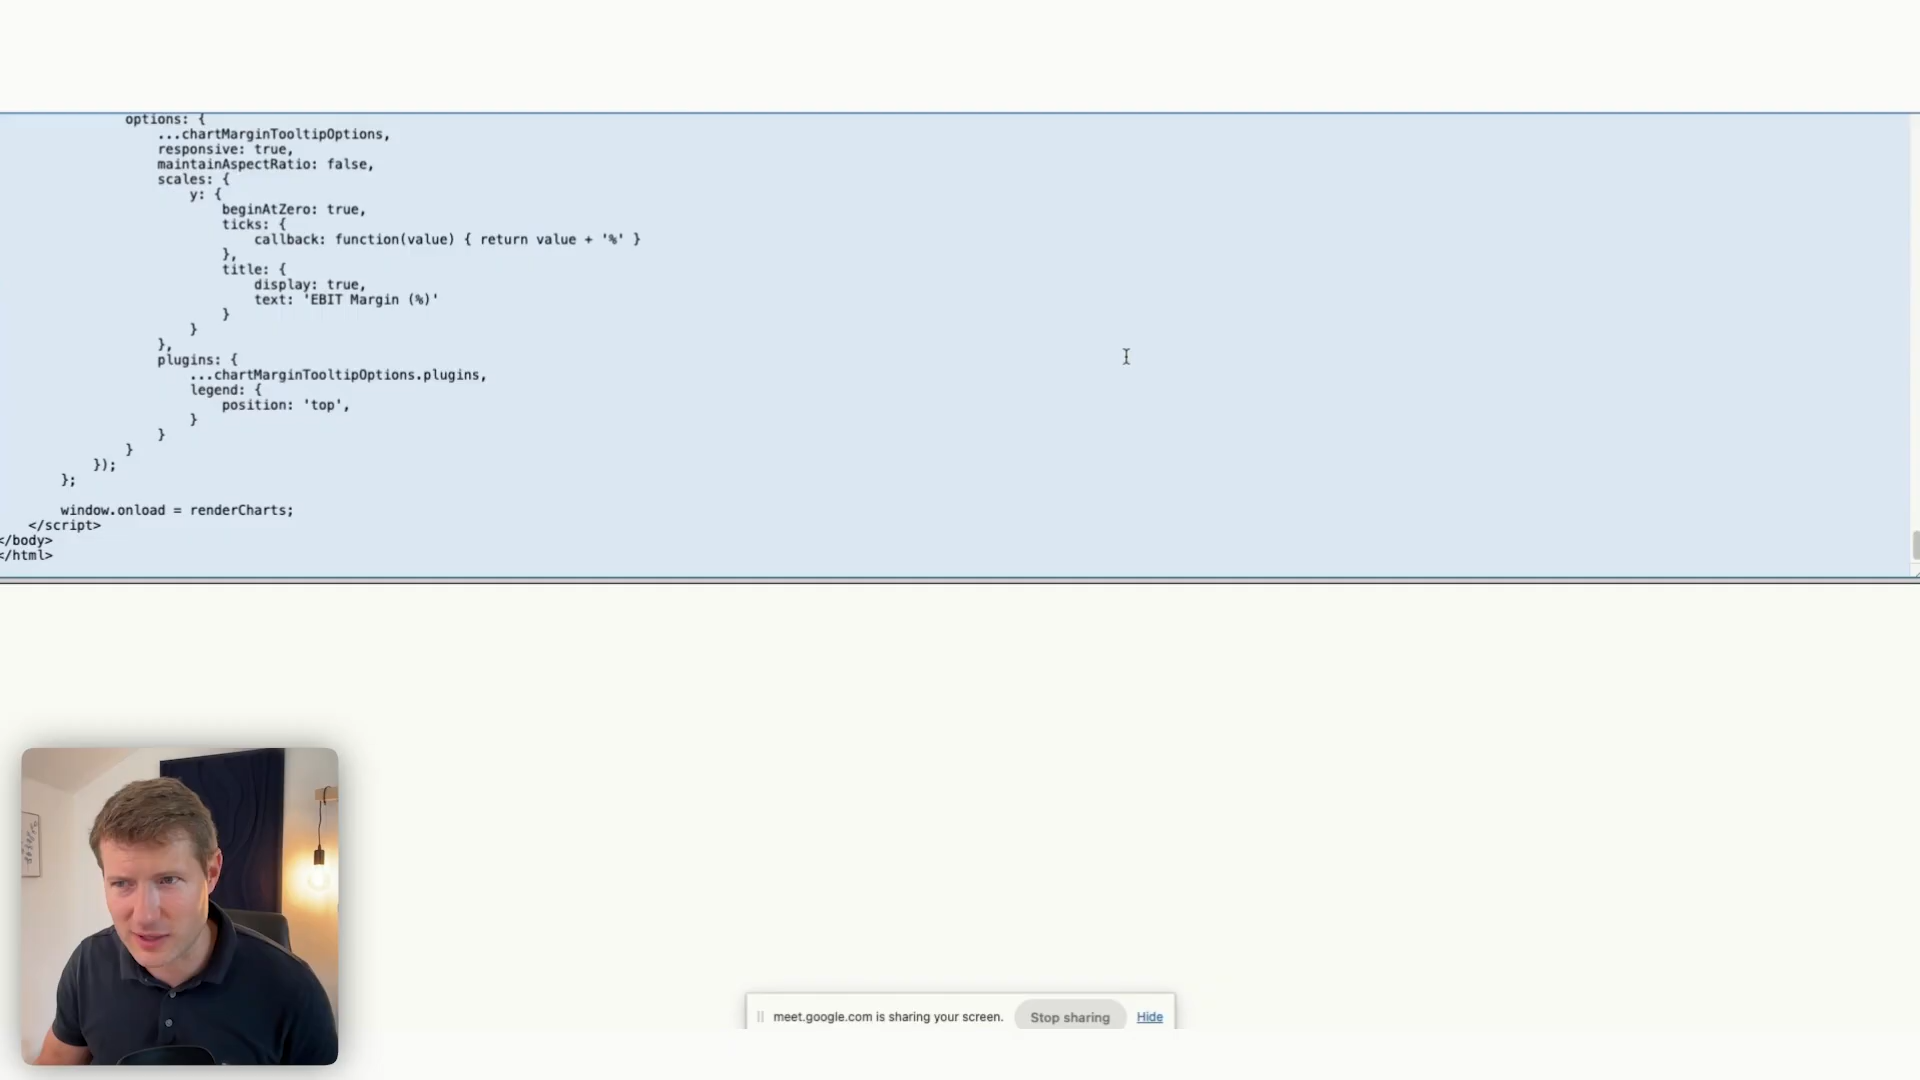 options: {
...chartMarginTooltipOptions,
responsive: true,
maintainAspectRatio: false,
scales: {
y: {
beginAtZero: true,
ticks: {
callback: function(value) { return value + '%' }
},
title: {
display: true,
text: 'EBIT Margin (%)'
}
}
},
plugins: {
...chartMarginTooltipOptions.plugins,
legend: {
position: 'top',
}
}
}
});
};
window.onload = renderCharts;
</script>
</body>
</html>
meet.google.com is sharing your screen. Stop sharing Hide